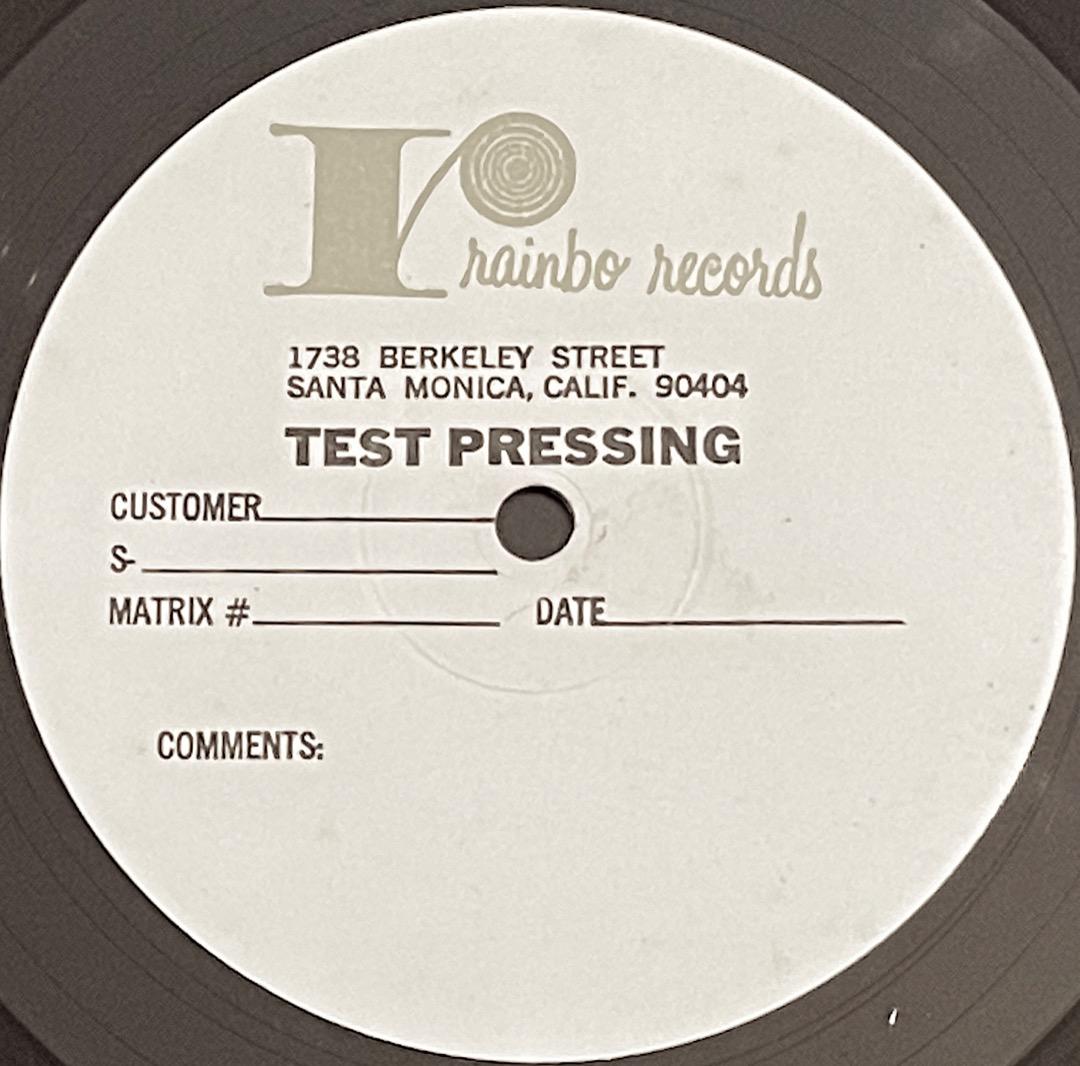 r rainbo records
1738 BERKELEY STREET
SANTA MONICA, CALIF. 90404
TEST PRESSING
CUSTOMER
S-
MATRIX # DATE
COMMENTS: